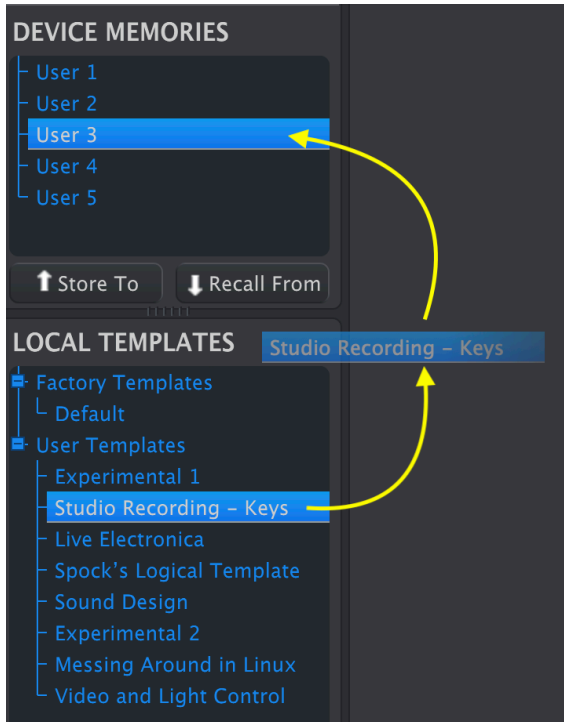 DEVICE MEMORIES
User 1
User 2
User 3
User 4
User 5
Store To
Recall From
LOCAL TEMPLATES
Studio Recording – Keys
Factory Templates
Default
User Templates
Experimental 1
Studio Recording – Keys
Live Electronica
Spock’s Logical Template
Sound Design
Experimental 2
Messing Around in Linux
Video and Light Control